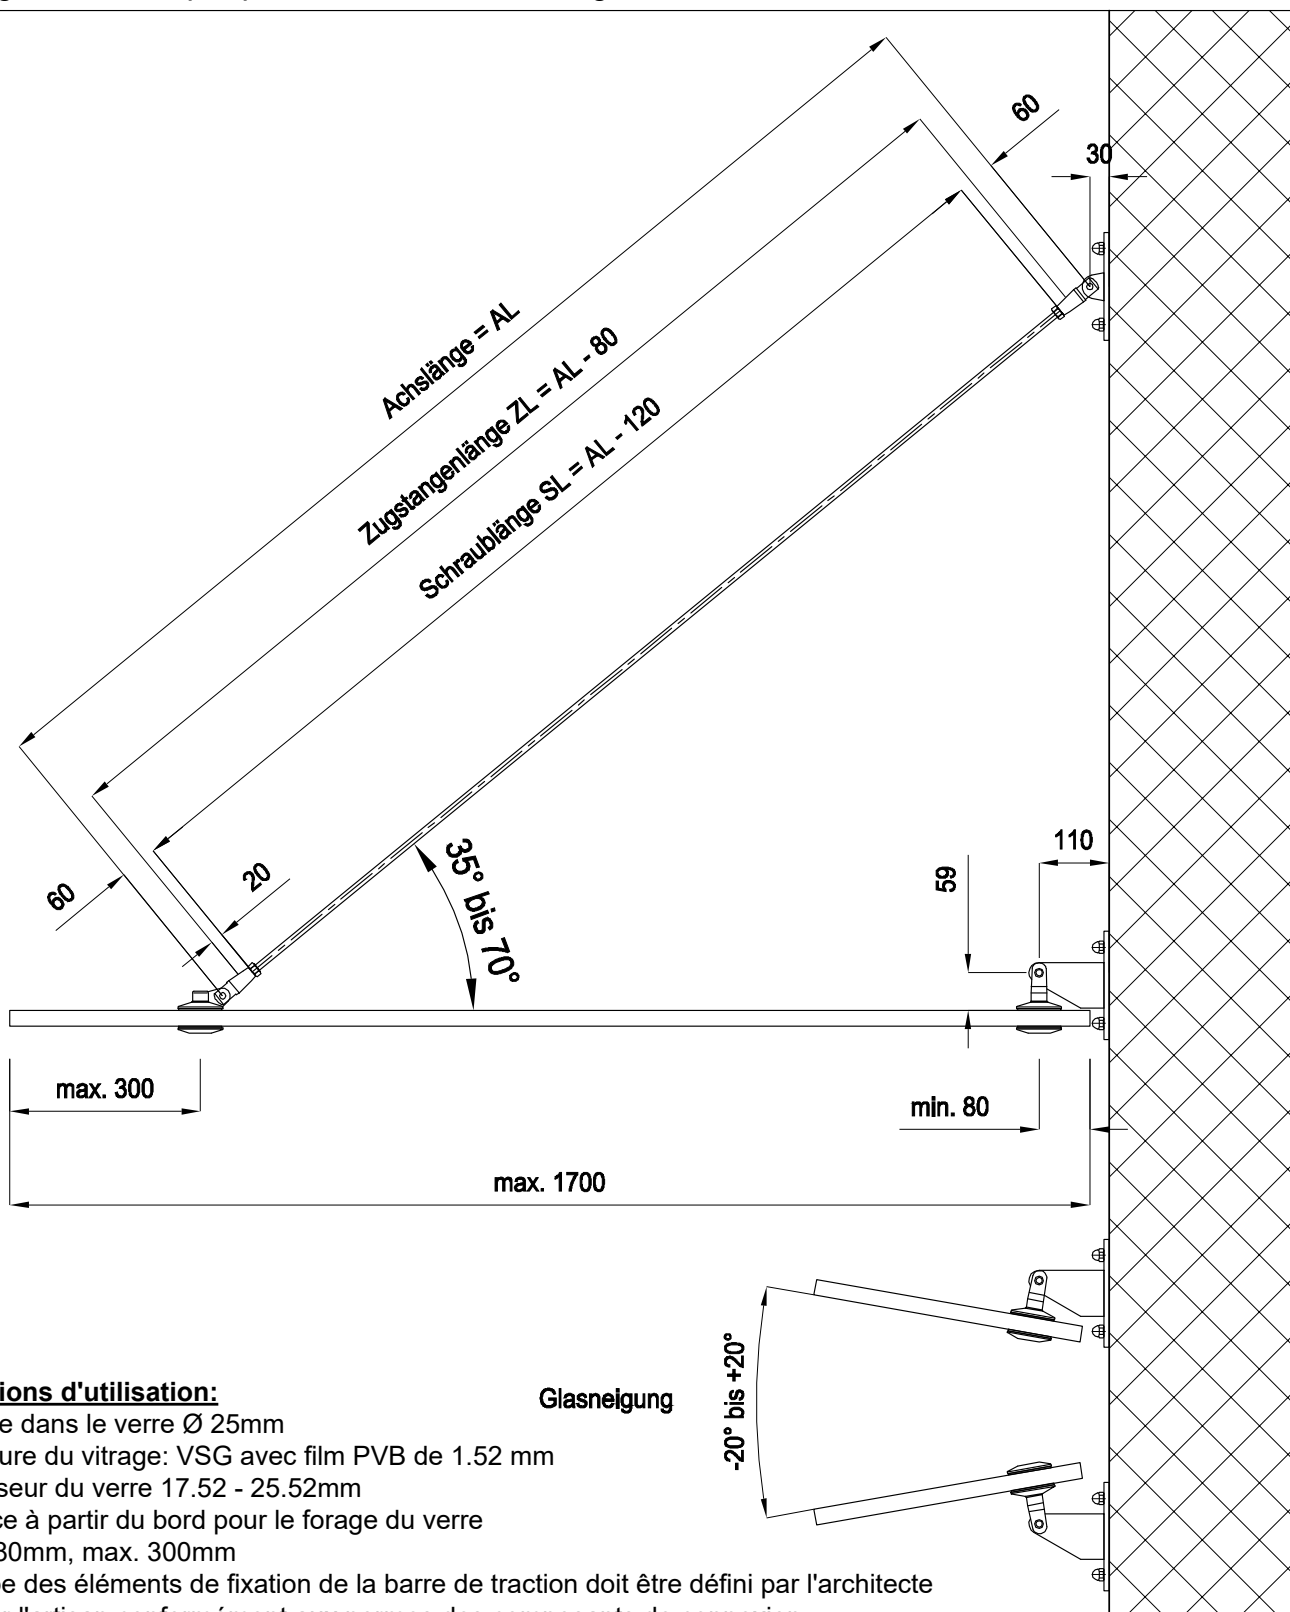 60
30
Achslänge = AL
Zugstangenlänge ZL = AL - 80
Schraublänge SL = AL - 120
60
20
35° bis 70°
59
110
max. 300
min. 80
max. 1700
Glasneigung
-20° bis +20°
ions d'utilisation:
e dans le verre Ø 25mm
ure du vitrage: VSG avec film PVB de 1.52 mm
seur du verre 17.52 - 25.52mm
ce à partir du bord pour le forage du verre
80mm, max. 300mm
e des éléments de fixation de la barre de traction doit être défini par l'architecte